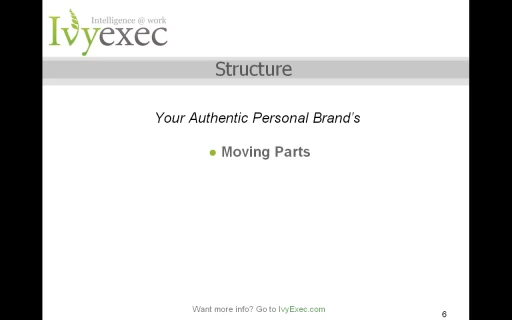 Intelligence @ work
Ivyexec
Structure
Your Authentic Personal Brand's
• Moving Parts
Want more info? Go to IvyExec.com
6